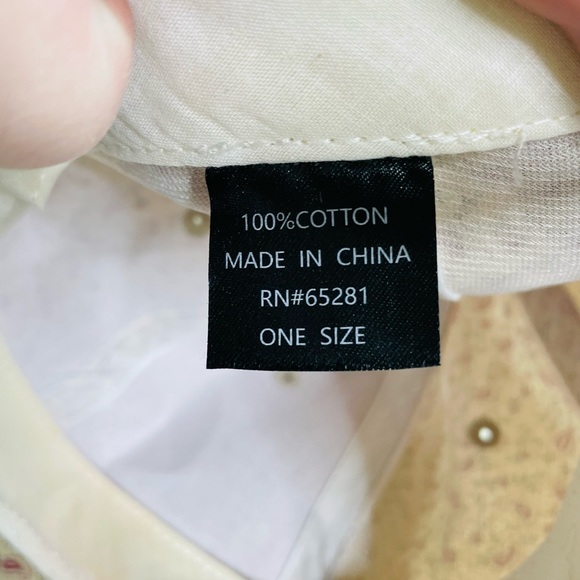 100%COTTON
MADE IN CHINA
RN#65281
ONE SIZE